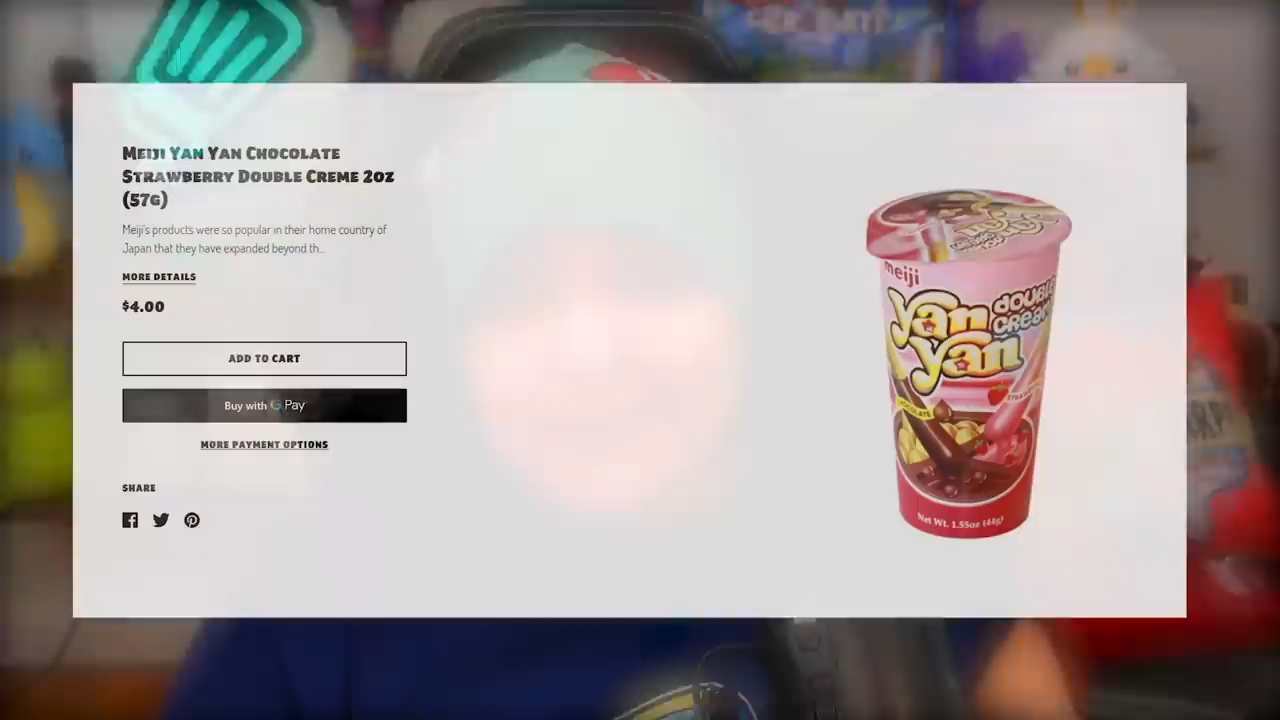 Meiji Yan Yan Chocolate
Strawberry Double Creme 2oz
(57g)
Meiji's products were so popular in their home country of
Japan that they have expanded beyond th...
MORE DETAILS
$4.00
ADD TO CART
Buy with G Pay
MORE PAYMENT OPTIONS
SHARE
meiji
yan
yan
double
cream
CHOCOLATE
Net Wt. 1.55oz (44g)